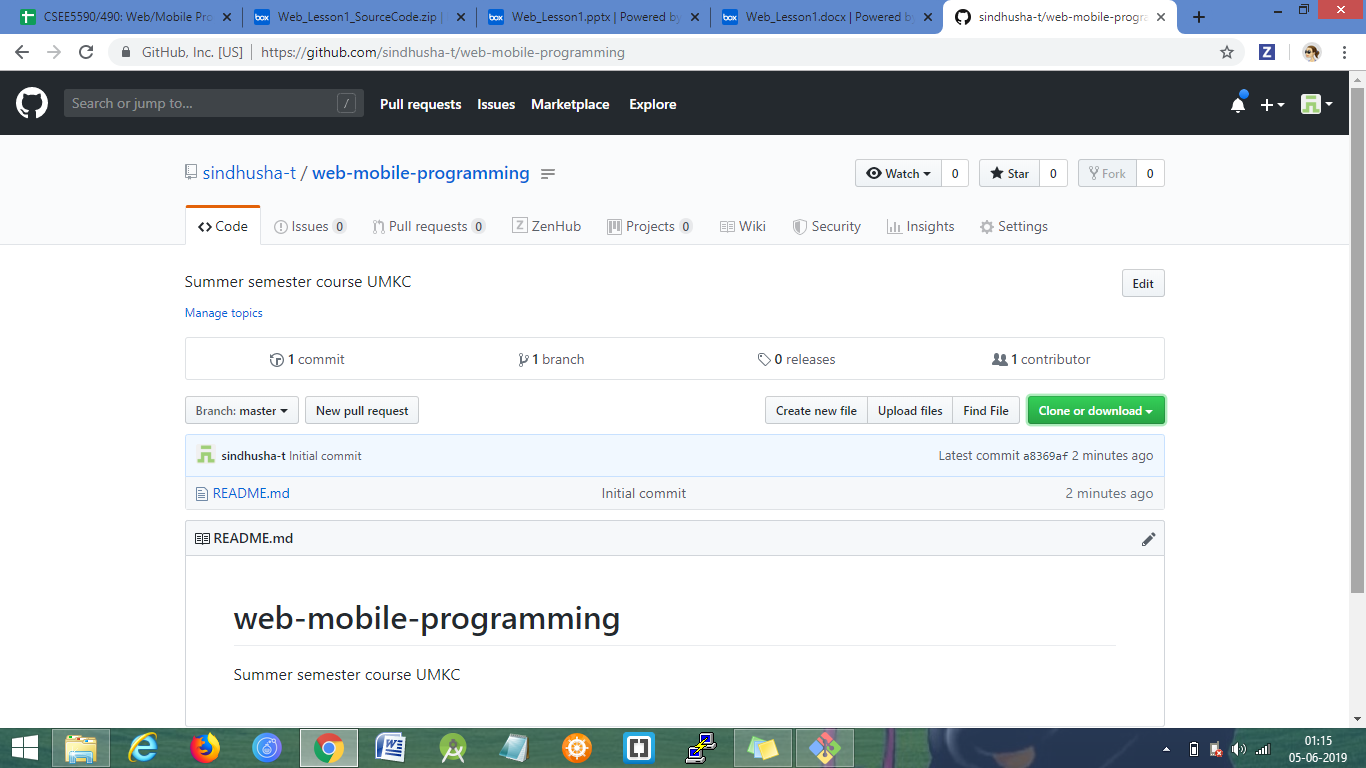 CSEE5590/490: Web/Mobile Pro
Web_Lesson1_SourceCode.zip |
Web_Lesson1.pptx | Powered by
Web_Lesson1.docx | Powered by
sindhusha-t/web-mobile-progra
GitHub, Inc. [US] | https://github.com/sindhusha-t/web-mobile-programming
Search or jump to... /
Pull requests Issues Marketplace Explore
sindhusha-t / web-mobile-programming
Watch 0 Star 0 Fork 0
Code Issues 0 Pull requests 0 ZenHub Projects 0 Wiki Security Insights Settings
Summer semester course UMKC Edit
Manage topics
1 commit 1 branch 0 releases 1 contributor
Branch: master New pull request Create new file Upload files Find File Clone or download
sindhusha-t Initial commit Latest commit a8369af 2 minutes ago
README.md Initial commit 2 minutes ago
README.md
web-mobile-programming
Summer semester course UMKC
01:15
05-06-2019